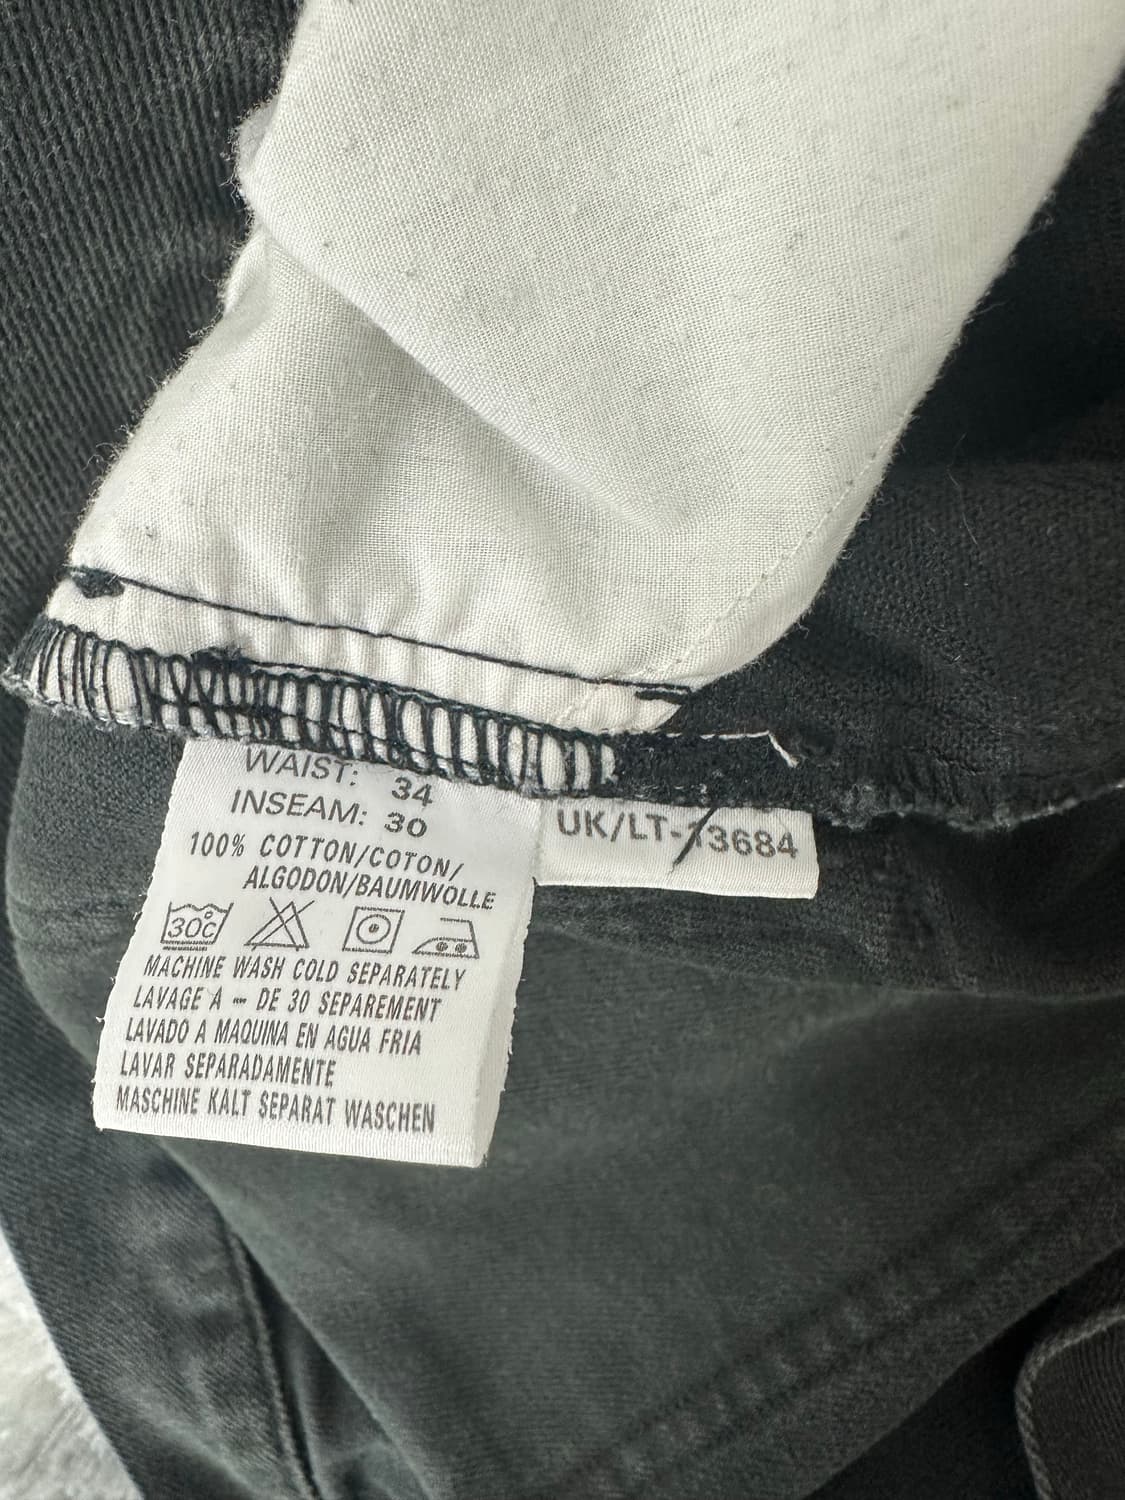 WAIST: 34
INSEAM: 30
100% COTTON/COTON/
ALGODON/BAUMWOLLE
30°C
MACHINE WASH COLD SEPARATELY
LAVAGE A - DE 30 SEPAREMENT
LAVADO A MAQUINA EN AGUA FRIA
LAVAR SEPARADAMENTE
MASCHINE KALT SEPARAT WASCHEN
UK/LT-13684